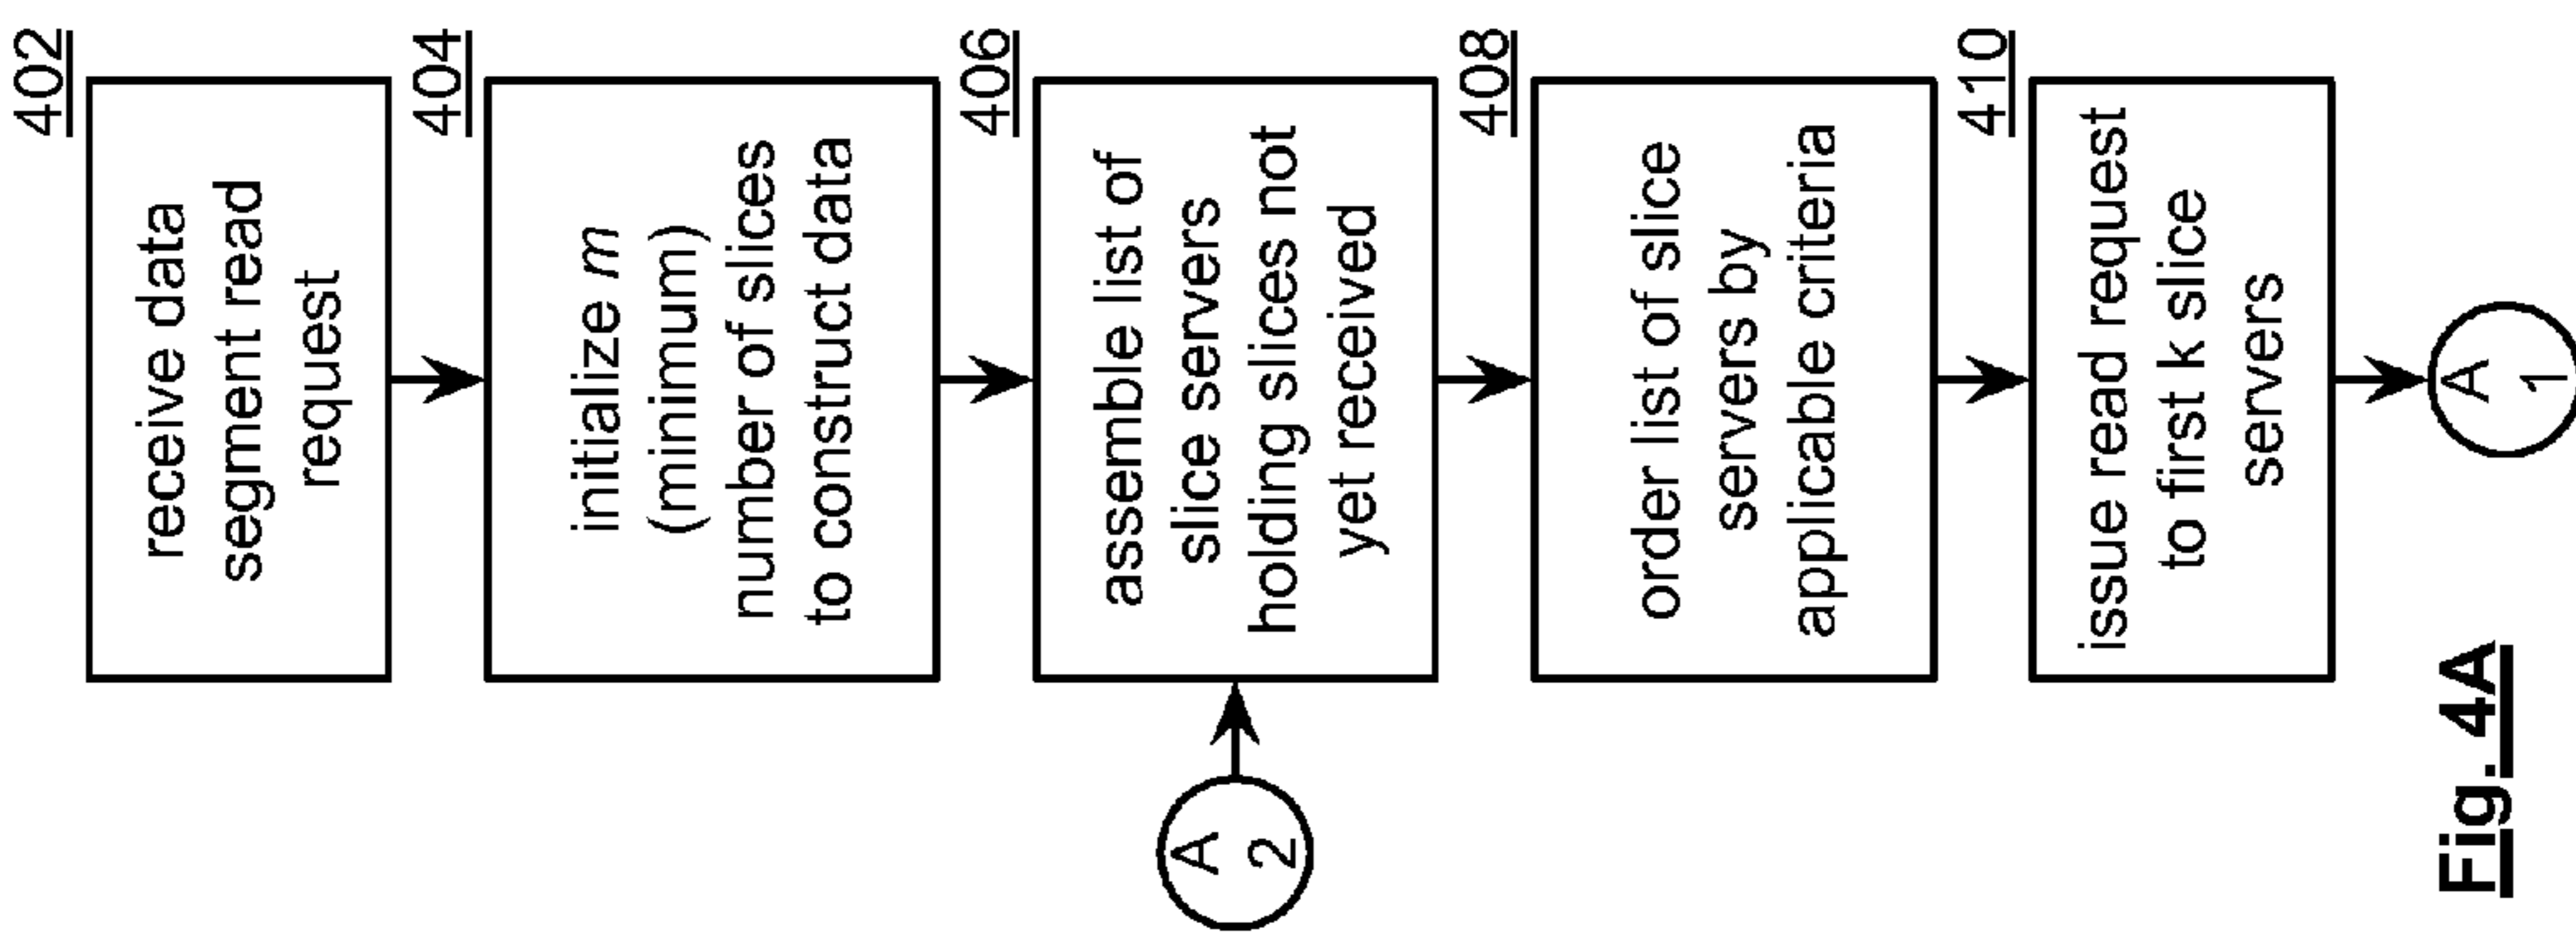 402
receive data
segment read
request
404
initialize m
(minimum)
number of slices
to construct data
406
assemble list of
slice servers
holding slices not
yet received
A
2
408
order list of slice
servers by
applicable criteria
410
issue read request
to first k slice
servers
A
1
Fig. 4A